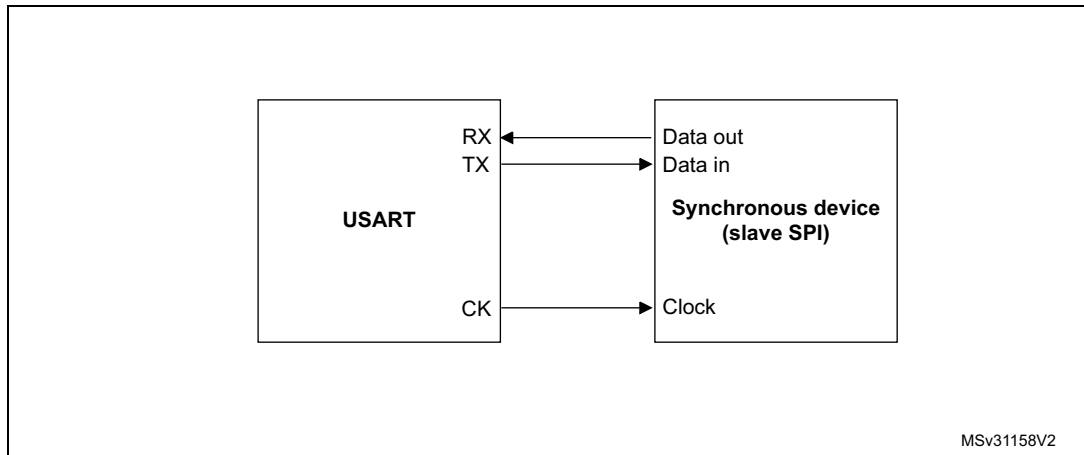 RX
TX
USART
CK
Data out
Data in
Synchronous device
(slave SPI)
Clock
MSv31158V2